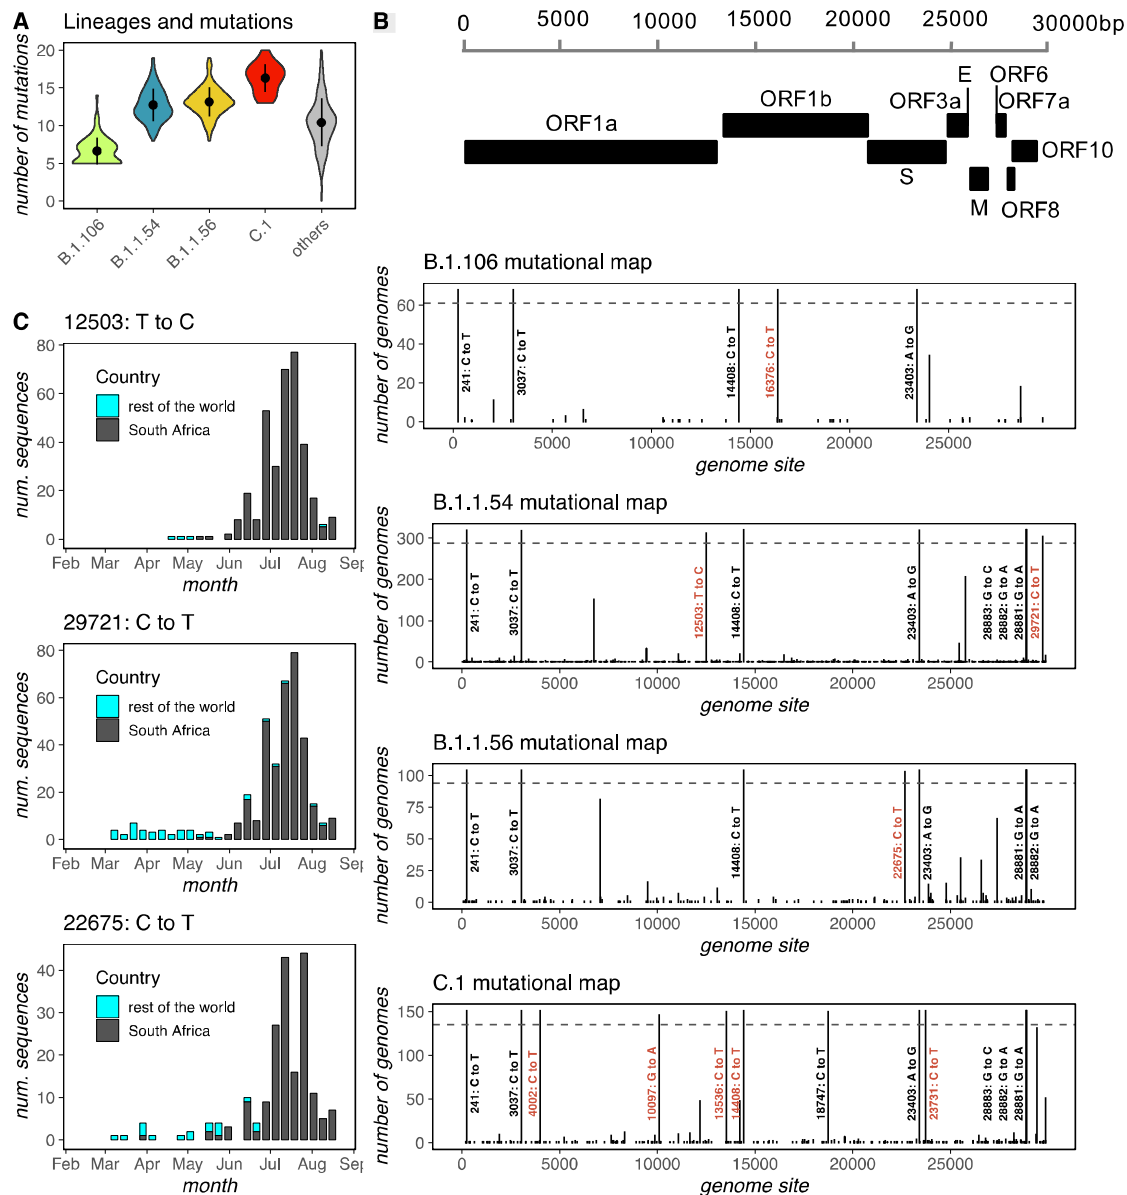 A Lineages and mutations
number of mutations
20
15
10
5
0
B.1.106
B.1.1.54
B.1.1.56
C.1
others
B
0 5000 10000 15000 20000 25000 30000bp
E ORF6
ORF1b ORF3a ORF7a
ORF1a ORF10
S
M ORF8
B.1.106 mutational map
number of genomes
60
40
20
0
241: C to T
3037: C to T
14408: C to T
16376: C to T
23403: A to G
0 5000 10000 15000 20000 25000
genome site
B.1.1.54 mutational map
number of genomes
300
200
100
0
241: C to T
3037: C to T
12503: T to C
14408: C to T
23403: A to G
28883: G to C
28882: G to A
28881: G to A
29721: C to T
0 5000 10000 15000 20000 25000
genome site
B.1.1.56 mutational map
number of genomes
100
75
50
25
0
241: C to T
3037: C to T
14408: C to T
22675: C to T
23403: A to G
28881: G to A
28882: G to A
0 5000 10000 15000 20000 25000
genome site
C.1 mutational map
number of genomes
150
100
50
0
241: C to T
3037: C to T
4002: C to T
10097: G to A
13536: C to T
14408: C to T
18747: C to T
23403: A to G
23731: C to T
28883: G to C
28882: G to A
28881: G to A
0 5000 10000 15000 20000 25000
genome site
C
12503: T to C
num. sequences
80
60
40
20
0
Country
rest of the world
South Africa
Feb Mar Apr May Jun Jul Aug Sep
month
29721: C to T
num. sequences
80
60
40
20
0
Country
rest of the world
South Africa
Feb Mar Apr May Jun Jul Aug Sep
month
22675: C to T
num. sequences
40
30
20
10
0
Country
rest of the world
South Africa
Feb Mar Apr May Jun Jul Aug Sep
month